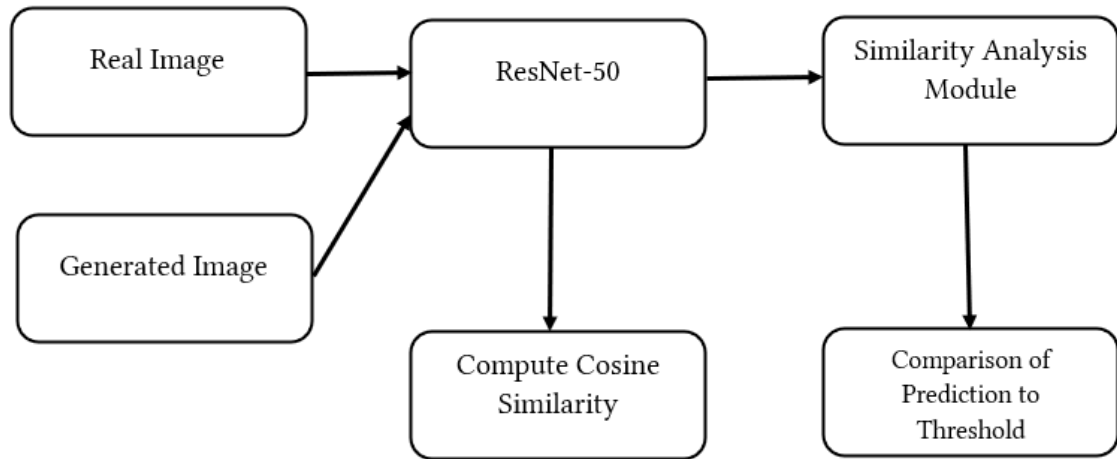 Real Image
ResNet-50
Similarity Analysis
Module
Generated Image
Compute Cosine
Similarity
Comparison of
Prediction to
Threshold